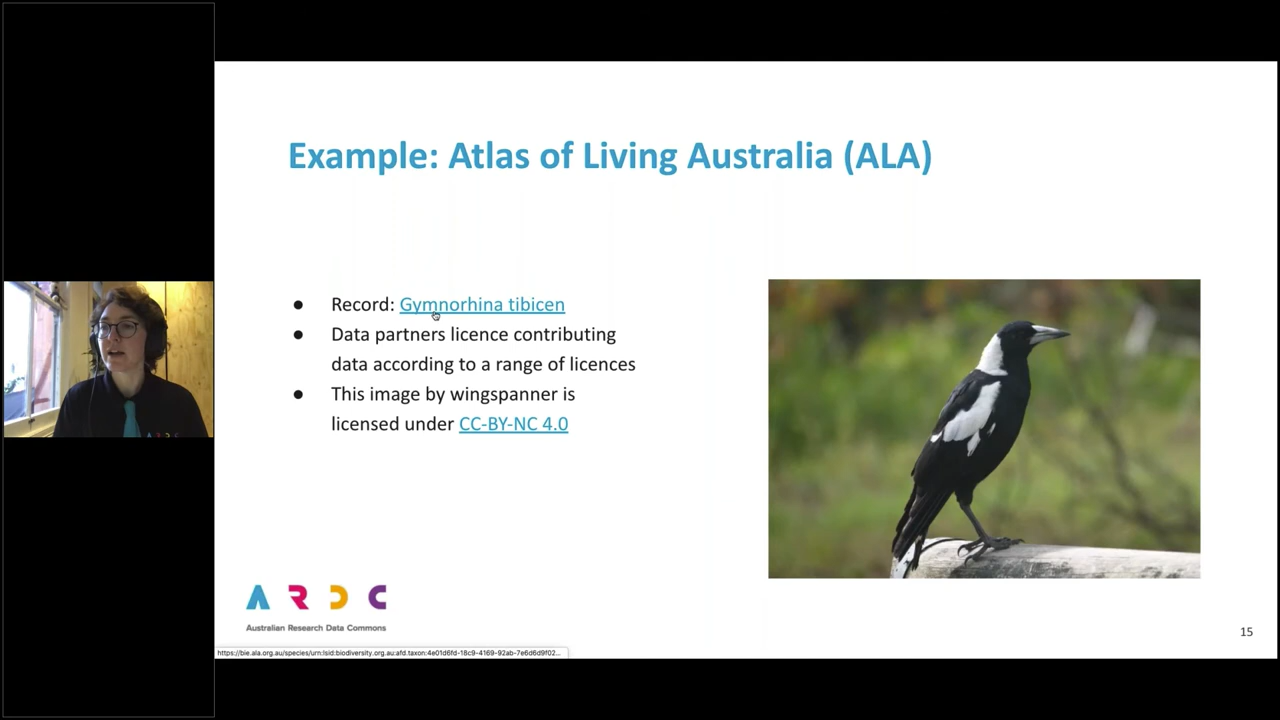 Example: Atlas of Living Australia (ALA)
● Record: Gymnorhina tibicen
● Data partners licence contributing
data according to a range of licences
● This image by wingspanner is
licensed under CC-BY-NC 4.0
A R D C
Australian Research Data Commons
15
https://bie.ala.org.au/species/urn:lsid:biodiversity.org.au:afd.taxon:4e01d6fd-18c9-4169-92ab-7e6d6d9f02...
A R D C